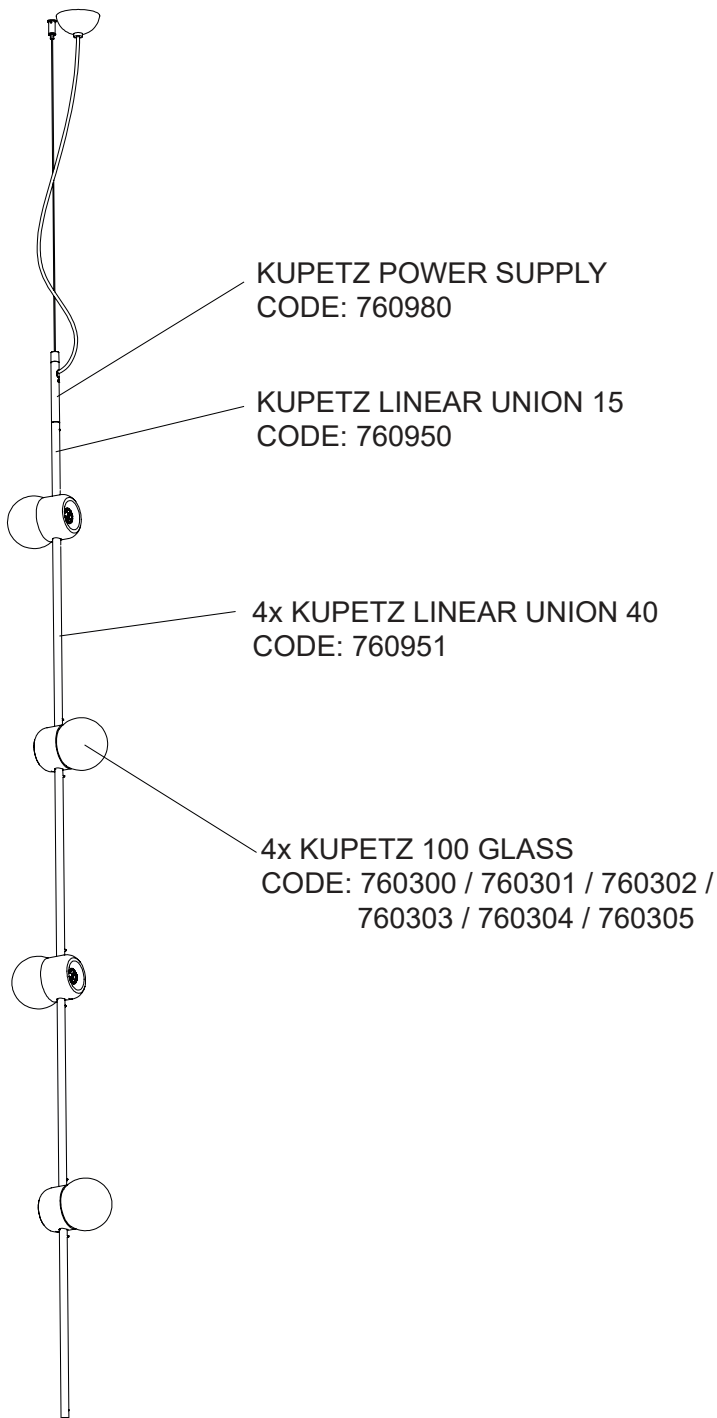 KUPETZ POWER SUPPLY
CODE: 760980
KUPETZ LINEAR UNION 15
CODE: 760950
4x KUPETZ LINEAR UNION 40
CODE: 760951
4x KUPETZ 100 GLASS
CODE: 760300 / 760301 / 760302 /
760303 / 760304 / 760305